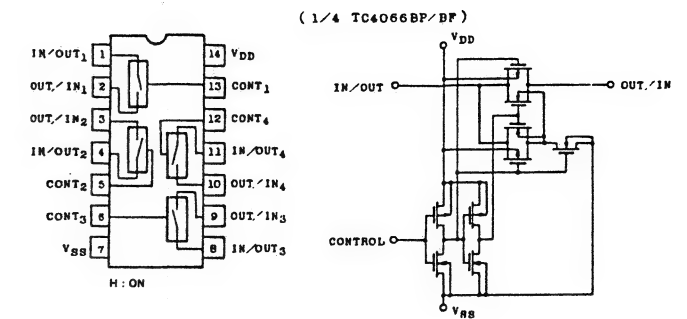 (1/4 TC4066BP/BF)
IN/OUT1 1
OUT/IN1 2
OUT/IN2 3
IN/OUT2 4
CONT2 5
CONT3 6
VSS 7
14 VDD
13 CONT1
12 CONT4
11 IN/OUT4
10 OUT/IN4
9 OUT/IN3
8 IN/OUT3
H : ON
VDD
IN/OUT
OUT/IN
CONTROL
VSS